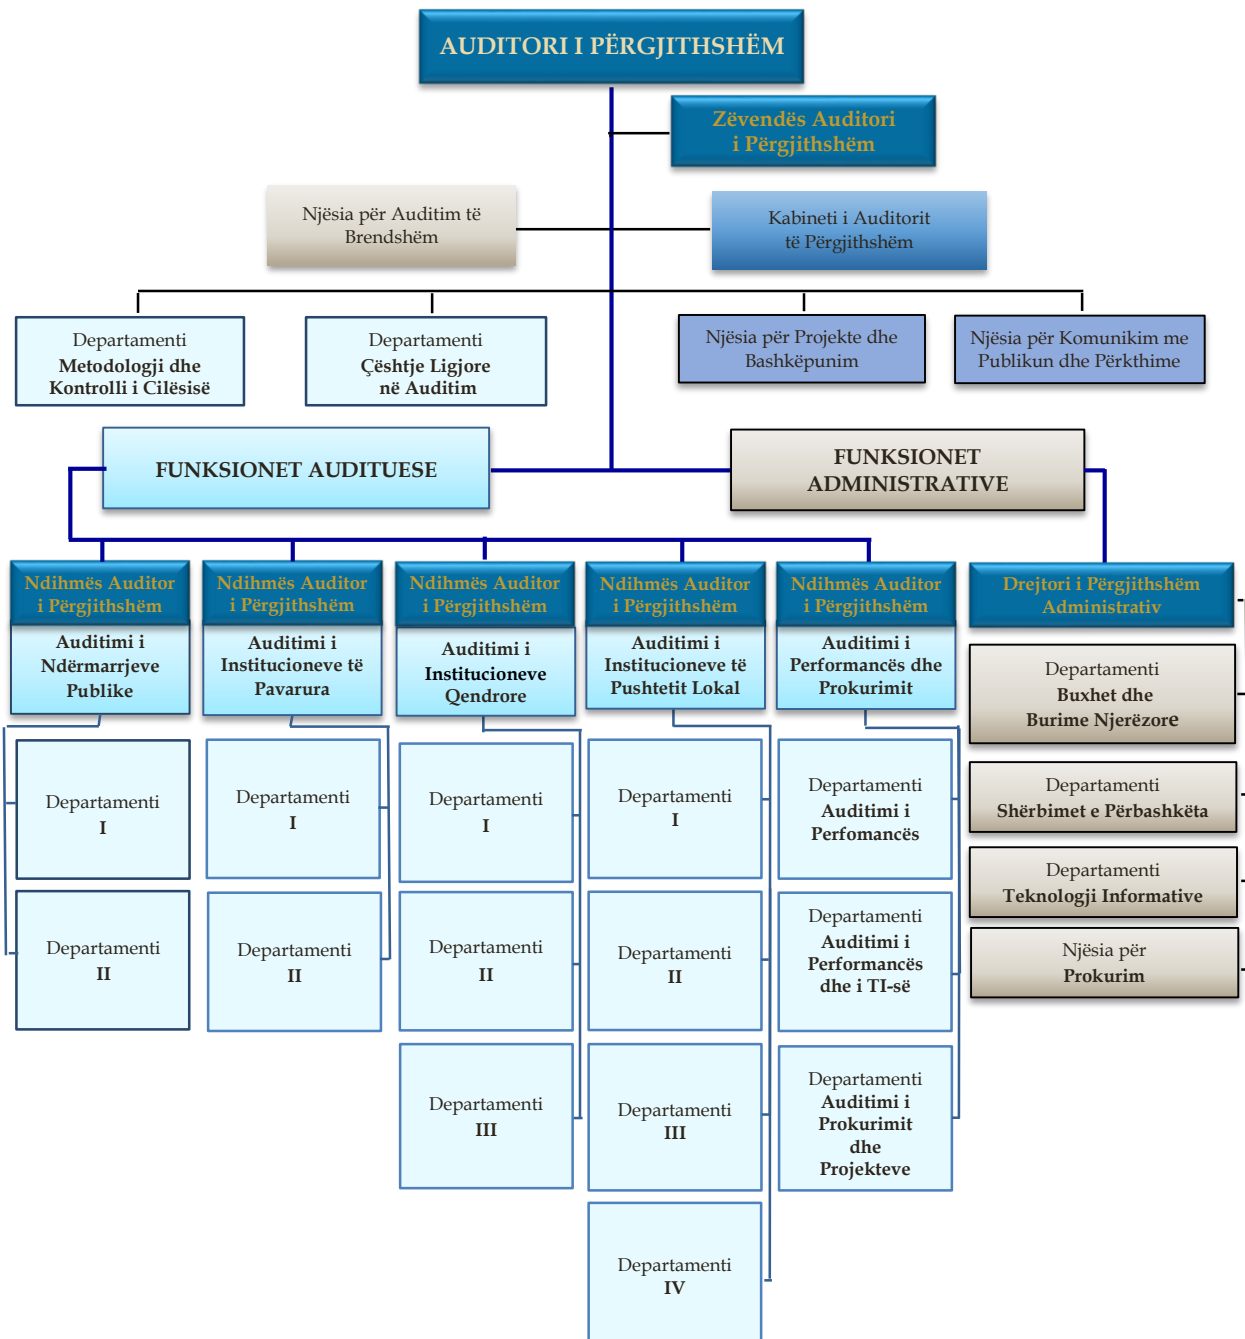 AUDITORI I PËRGJITHSHËM
Zëvendës Auditori
i Përgjithshëm
Njësia për Auditim të
Brendshëm
Kabineti i Auditorit
të Përgjithshëm
Departamenti
Metodologji dhe
Kontrolli i Cilësisë
Departamenti
Çështje Ligjore
në Auditim
Njësia për Projekte dhe
Bashkëpunim
Njësia për Komunikim me
Publikun dhe Përkthime
FUNKSIONET AUDITUESE
FUNKSIONET
ADMINISTRATIVE
Ndihmës Auditor
i Përgjithshëm
Auditimi i
Ndërmarrjeve
Publike
Departamenti
I
Departamenti
II
Ndihmës Auditor
i Përgjithshëm
Auditimi i
Institucioneve të
Pavarura
Departamenti
I
Departamenti
II
Ndihmës Auditor
i Përgjithshëm
Auditimi i
Institucioneve
Qendrore
Departamenti
I
Departamenti
II
Departamenti
III
Ndihmës Auditor
i Përgjithshëm
Auditimi i
Institucioneve të
Pushtetit Lokal
Departamenti
I
Departamenti
II
Departamenti
III
Departamenti
IV
Ndihmës Auditor
i Përgjithshëm
Auditimi i
Performancës dhe
Prokurimit
Departamenti
Auditimi i
Perfomancës
Departamenti
Auditimi i
Performancës
dhe i TI-së
Departamenti
Auditimi i
Prokurimit
dhe
Projekteve
Drejtori i Përgjithshëm
Administrativ
Departamenti
Buxhet dhe
Burime Njerëzore
Departamenti
Shërbimet e Përbashkëta
Departamenti
Teknologji Informative
Njësia për
Prokurim